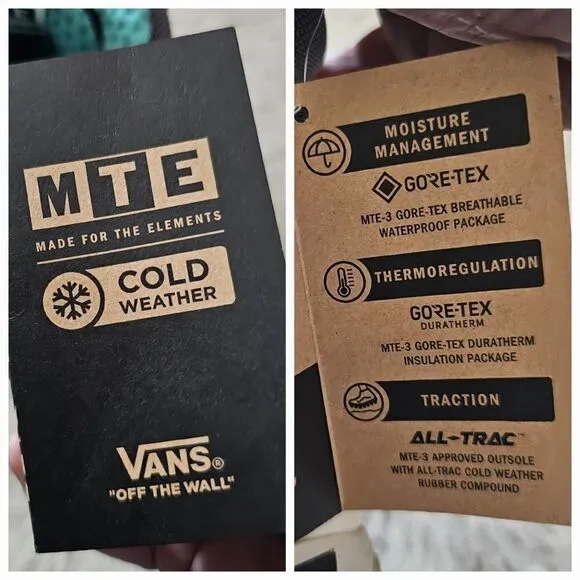 MTE
MADE FOR THE ELEMENTS
COLD
WEATHER
VANS®
"OFF THE WALL"
MOISTURE
MANAGEMENT
GORE-TEX
MTE-3 GORE-TEX BREATHABLE
WATERPROOF PACKAGE
THERMOREGULATION
GORE-TEX
DURATHERM
MTE-3 GORE-TEX DURATHERM
INSULATION PACKAGE
TRACTION
ALL-TRAC™
MTE-3 APPROVED OUTSOLE
WITH ALL-TRAC COLD WEATHER
RUBBER COMPOUND